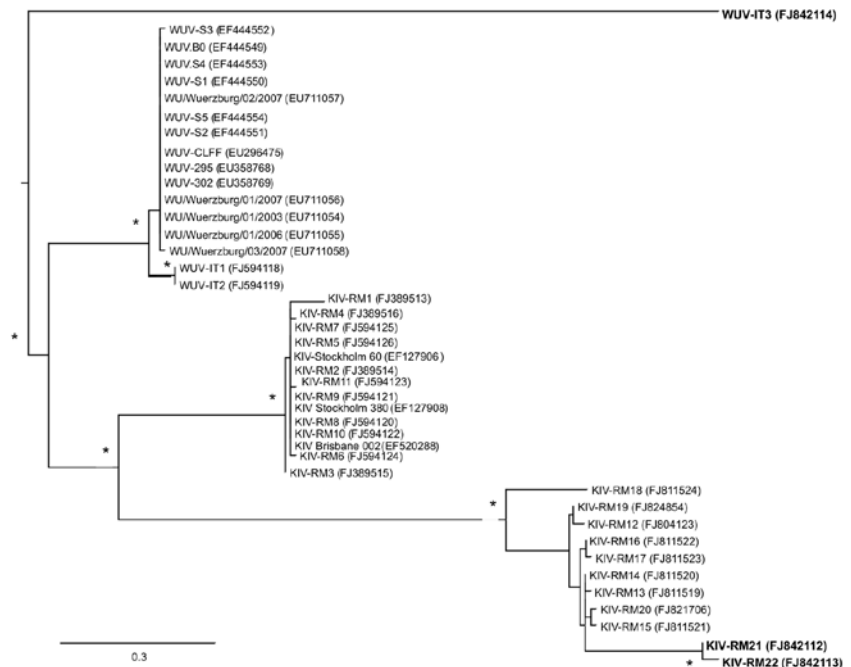 WUV-IT3 (FJ842114)
WUV-S3 (EF444552)
WUV.B0 (EF444549)
WUV.S4 (EF444553)
WUV-S1 (EF444550)
WU/Wuerzburg/02/2007 (EU711057)
WUV-S5 (EF444554)
WUV-S2 (EF444551)
WUV-CLFF (EU296475)
WUV-295 (EU358768)
WUV-302 (EU358769)
WU/Wuerzburg/01/2007 (EU711056)
WU/Wuerzburg/01/2003 (EU711054)
*
WU/Wuerzburg/01/2006 (EU711055)
WU/Wuerzburg/03/2007 (EU711058)
* WUV-IT1 (FJ594118)
WUV-IT2 (FJ594119)
KIV-RM1 (FJ389513)
KIV-RM4 (FJ389516)
KIV-RM7 (FJ594125)
*
KIV-RM5 (FJ594126)
KIV-Stockholm 60 (EF127906)
KIV-RM2 (FJ389514)
KIV-RM11 (FJ594123)
* KIV-RM9 (FJ594121)
KIV Stockholm 380 (EF127908)
KIV-RM8 (FJ594120)
KIV-RM10 (FJ594122)
KIV Brisbane 002 (EF520288)
* KIV-RM6 (FJ594124)
KIV-RM3 (FJ389515)
KIV-RM18 (FJ811524)
*
KIV-RM19 (FJ824854)
KIV-RM12 (FJ804123)
KIV-RM16 (FJ811522)
KIV-RM17 (FJ811523)
KIV-RM14 (FJ811520)
KIV-RM13 (FJ811519)
KIV-RM20 (FJ821706)
KIV-RM15 (FJ811521)
KIV-RM21 (FJ842112)
* KIV-RM22 (FJ842113)
0.3